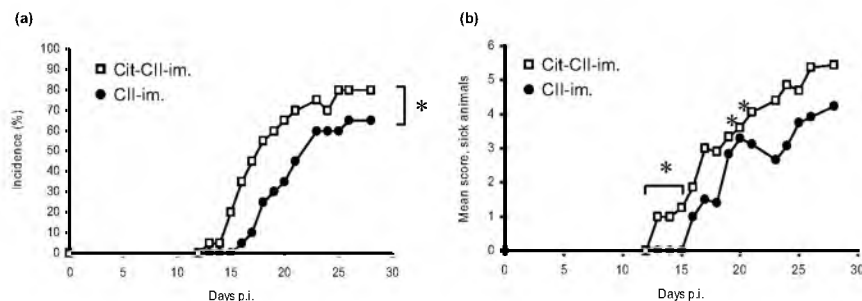 (a)
100
90
80
70
60
50
40
30
20
10
0
Incidence (%)
Cit-CII-im.
CII-im.
*
0 5 10 15 20 25 30
Days p.i.
(b)
6
5
4
3
2
1
0
Mean score, sick animals
Cit-CII-im.
CII-im.
*
*
*
0 5 10 15 20 25 30
Days p.i.